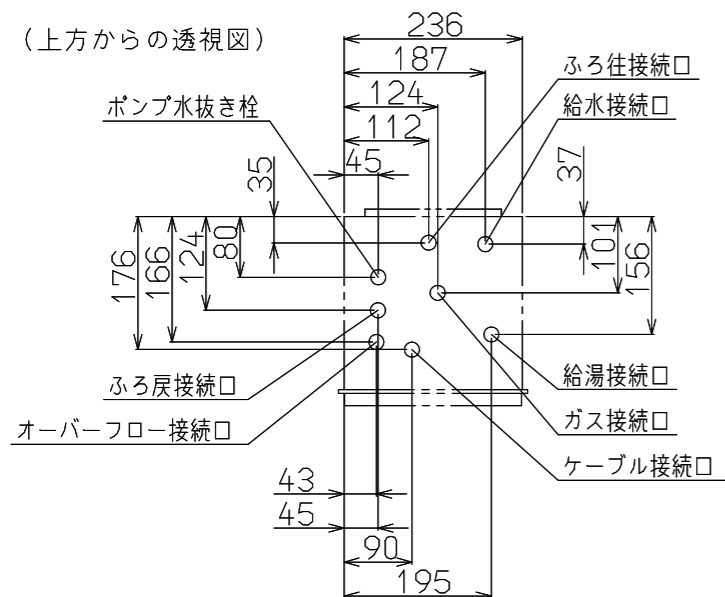 (上方からの透視図)
236
187
ふろ往接続口
124
ポンプ水抜き栓
給水接続口
112
45
35
37
80
124
166
176
101
156
ふろ戻接続口
給湯接続口
オーバーフロー接続口
ガス接続口
ケーブル接続口
43
45
90
195